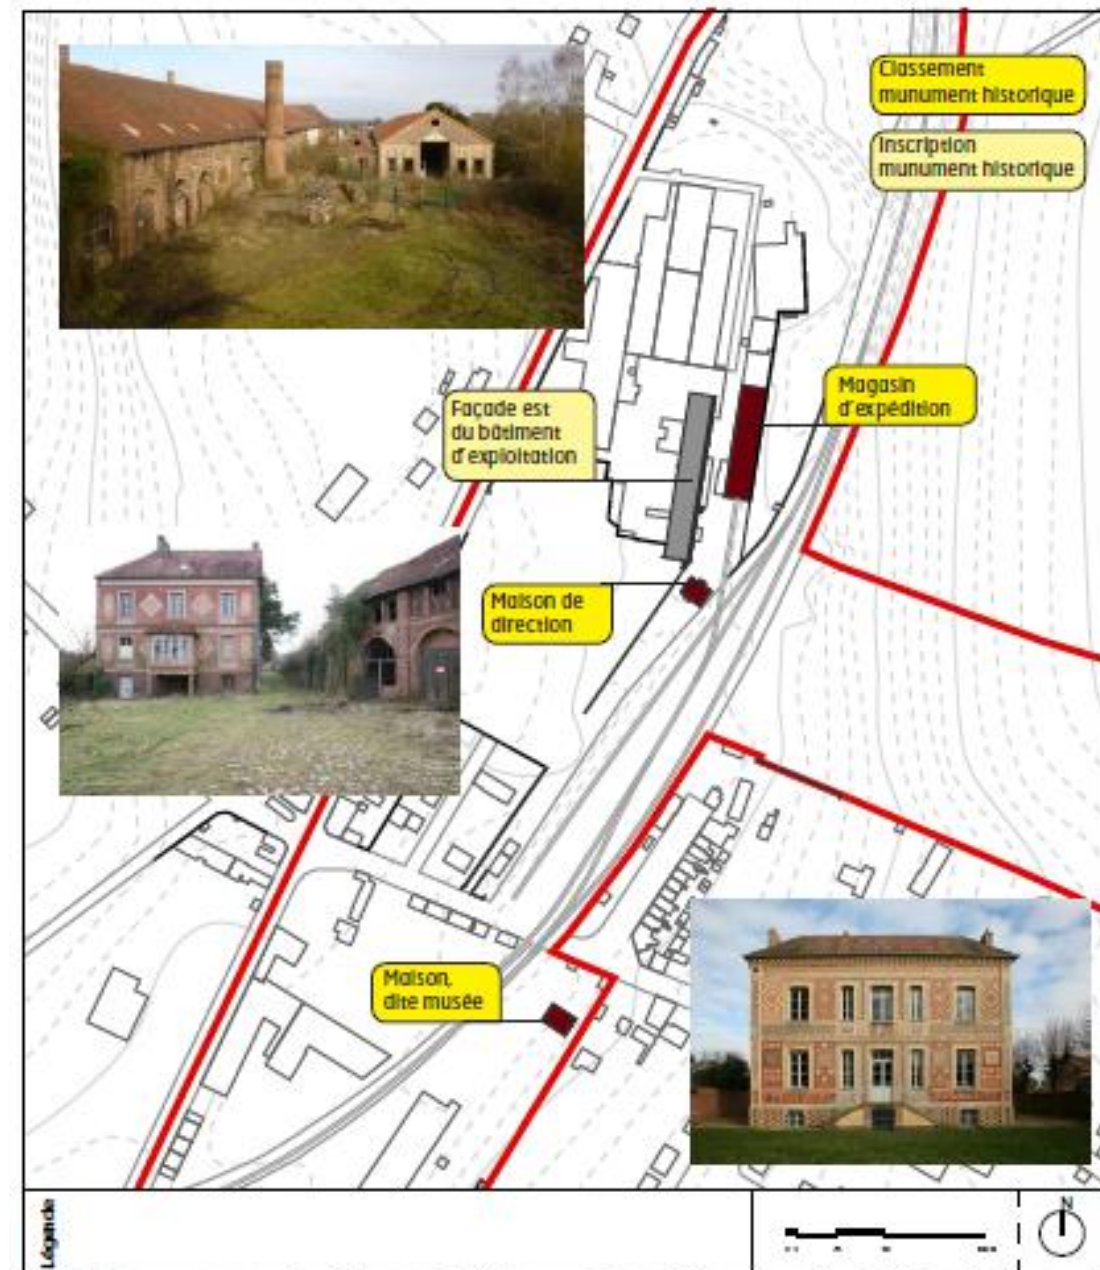 Classement
munument historique
Inscription
munument historique
Magasin
d'expédition
Façade est
du bâtiment
d'exploitation
Maison de
direction
Maison,
dite musée
Légende
N